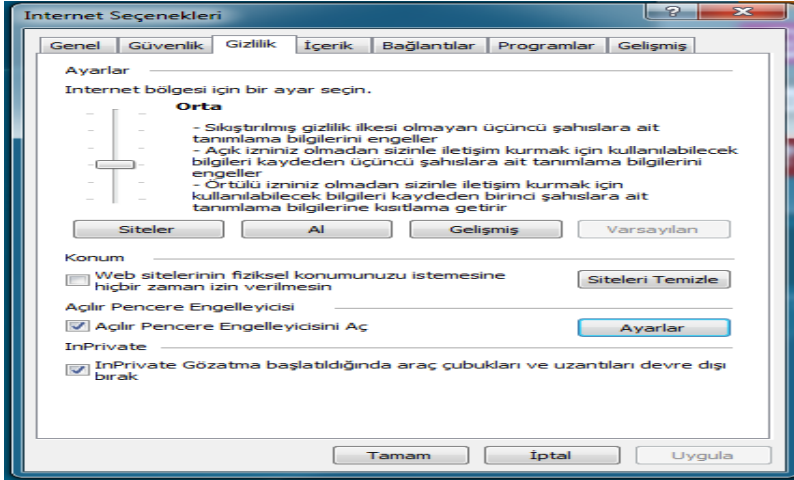 Internet Seçenekleri
Genel Güvenlik Gizlilik İçerik Bağlantılar Programlar Gelişmiş
Ayarlar
Internet bölgesi için bir ayar seçin.
Orta
- Sıkıştırılmış gizlilik ilkesi olmayan üçüncü şahıslara ait
tanımlama bilgilerini engeller
- Açık izniniz olmadan sizinle iletişim kurmak için kullanılabilecek
bilgileri kaydeden üçüncü şahıslara ait tanımlama bilgilerini
engeller
- Örtülü izniniz olmadan sizinle iletişim kurmak için
kullanılabilecek bilgileri kaydeden birinci şahıslara ait
tanımlama bilgilerine kısıtlama getirir
Siteler Al Gelişmiş Varsayılan
Konum
Web sitelerinin fiziksel konumunuzu istemesine
hiçbir zaman izin verilmesin
Siteleri Temizle
Açılır Pencere Engelleyicisi
Açılır Pencere Engelleyicisini Aç
Ayarlar
InPrivate
InPrivate Gözatma başlatıldığında araç çubukları ve uzantıları devre dışı
bırak
Tamam İptal Uygula